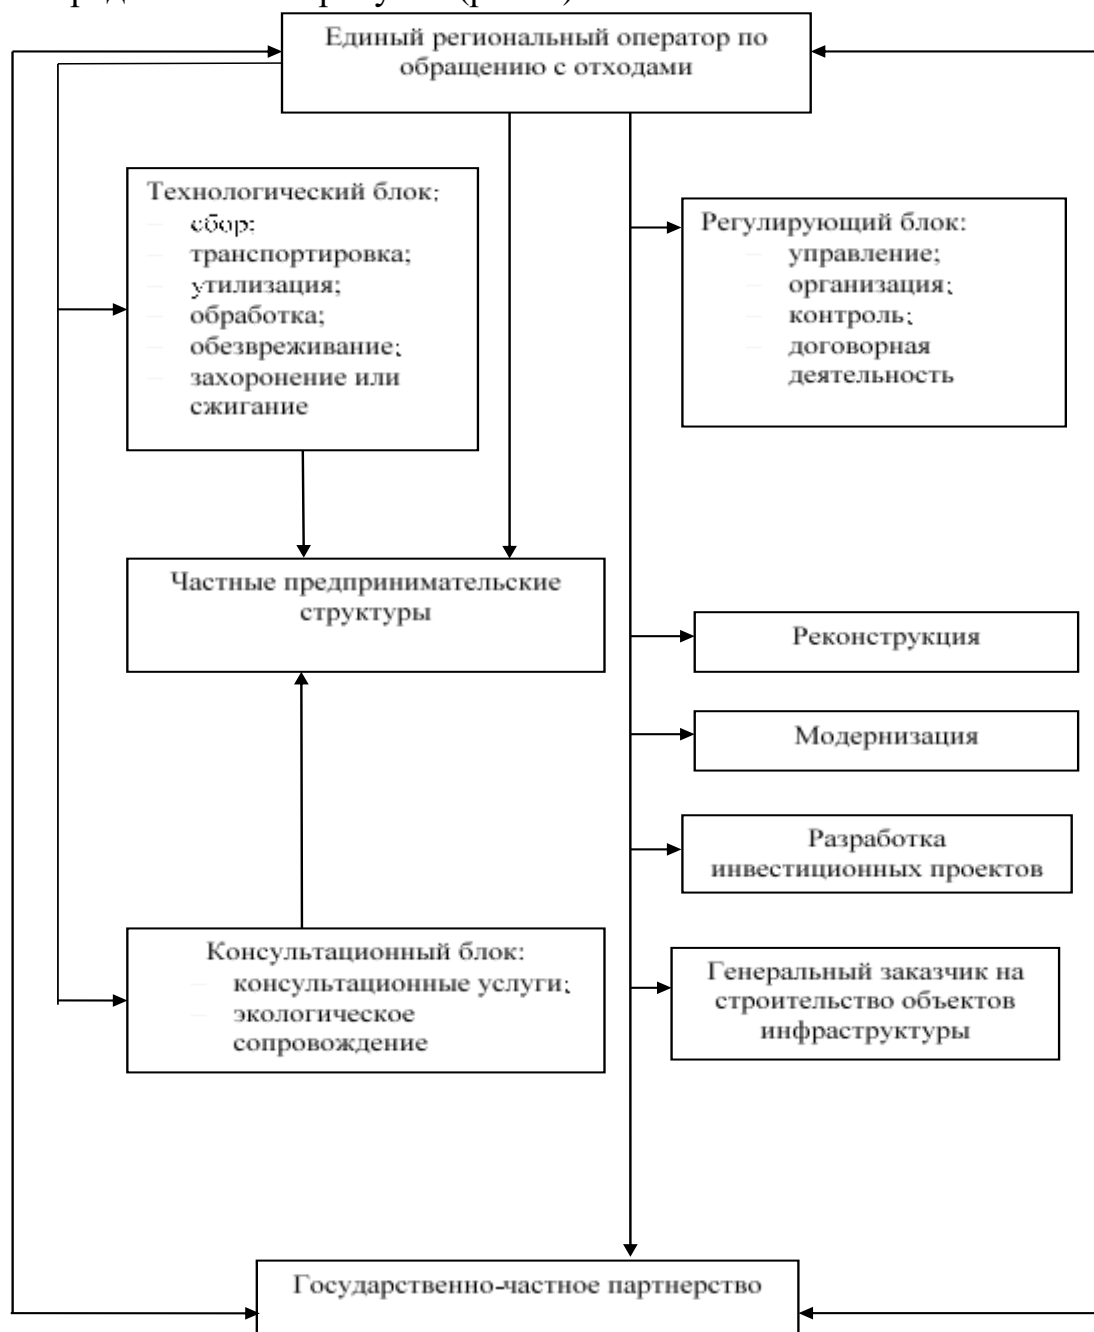 Единый региональный оператор по
обращению с отходами
Технологический блок:
– сбор;
– транспортировка;
– утилизация;
– обработка;
– обезвреживание;
– захоронение или
сжигание
Регулирующий блок:
– управление;
– организация;
– контроль;
– договорная
деятельность
Частные предпринимательские
структуры
Реконструкция
Модернизация
Разработка
инвестиционных проектов
Консультационный блок:
– консультационные услуги;
– экологическое
сопровождение
Генеральный заказчик на
строительство объектов
инфраструктуры
Государственно-частное партнерство